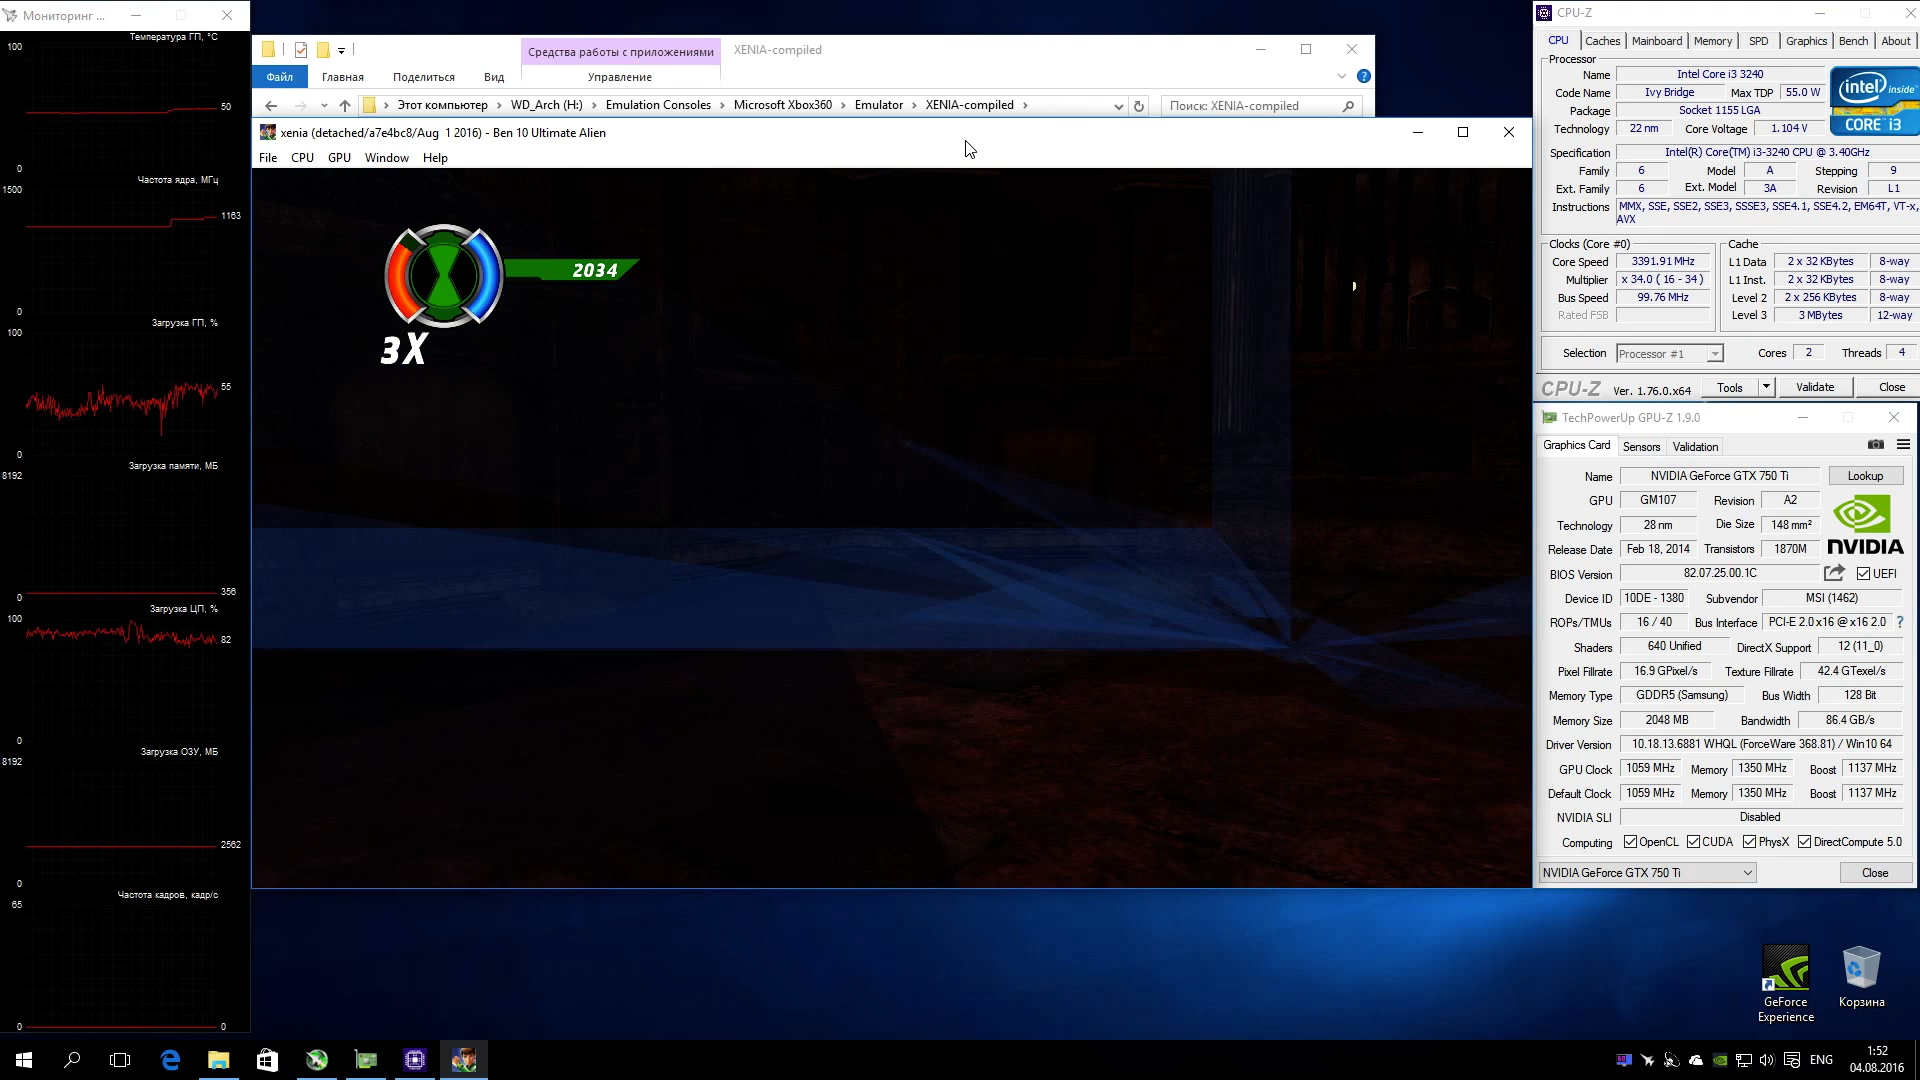 Мониторинг ...
Температура ГП, °C
100
50
0
Частота ядра, МГц
1500
1163
0
Загрузка ГП, %
100
55
0
Загрузка памяти, МБ
8192
356
0
Загрузка ЦП, %
100
82
0
Загрузка ОЗУ, МБ
8192
2562
0
Частота кадров, кадр/с
65
0
0
Средства работы с приложениями XENIA-compiled
Файл Главная Поделиться Вид Управление
Этот компьютер WD_Arch (H:) Emulation Consoles Microsoft Xbox360 Emulator XENIA-compiled
Поиск: XENIA-compiled
xenia (detached/a7e4bc8/Aug 1 2016) - Ben 10 Ultimate Alien
File CPU GPU Window Help
2034
3X
CPU-Z
CPU Caches Mainboard Memory SPD Graphics Bench About
Processor
Name Intel Core i3 3240
Code Name Ivy Bridge Max TDP 55.0 W
Package Socket 1155 LGA
Technology 22 nm Core Voltage 1.104 V
intel inside™
CORE i3
Specification Intel(R) Core(TM) i3-3240 CPU @ 3.40GHz
Family 6 Model A Stepping 9
Ext. Family 6 Ext. Model 3A Revision L1
Instructions MMX, SSE, SSE2, SSE3, SSSE3, SSE4.1, SSE4.2, EM64T, VT-x,
AVX
Clocks (Core #0)
Core Speed 3391.91 MHz
Multiplier x 34.0 ( 16 - 34 )
Bus Speed 99.76 MHz
Rated FSB
Cache
L1 Data 2 x 32 KBytes 8-way
L1 Inst. 2 x 32 KBytes 8-way
Level 2 2 x 256 KBytes 8-way
Level 3 3 MBytes 12-way
Selection Processor #1 Cores 2 Threads 4
CPU-Z Ver. 1.76.0.x64 Tools Validate Close
TechPowerUp GPU-Z 1.9.0
Graphics Card Sensors Validation
Name NVIDIA GeForce GTX 750 Ti Lookup
GPU GM107 Revision A2
Technology 28 nm Die Size 148 mm²
Release Date Feb 18, 2014 Transistors 1870M
NVIDIA
BIOS Version 82.07.25.00.1C UEFI
Device ID 10DE - 1380 Subvendor MSI (1462)
ROPs/TMUs 16 / 40 Bus Interface PCI-E 2.0 x16 @ x16 2.0 ?
Shaders 640 Unified DirectX Support 12 (11_0)
Pixel Fillrate 16.9 GPixel/s Texture Fillrate 42.4 GTexel/s
Memory Type GDDR5 (Samsung) Bus Width 128 Bit
Memory Size 2048 MB Bandwidth 86.4 GB/s
Driver Version 10.18.13.6881 WHQL (ForceWare 368.81) / Win10 64
GPU Clock 1059 MHz Memory 1350 MHz Boost 1137 MHz
Default Clock 1059 MHz Memory 1350 MHz Boost 1137 MHz
NVIDIA SLI Disabled
Computing OpenCL CUDA PhysX DirectCompute 5.0
NVIDIA GeForce GTX 750 Ti Close
GeForce
Experience
Корзина
ENG
1:52
04.08.2016